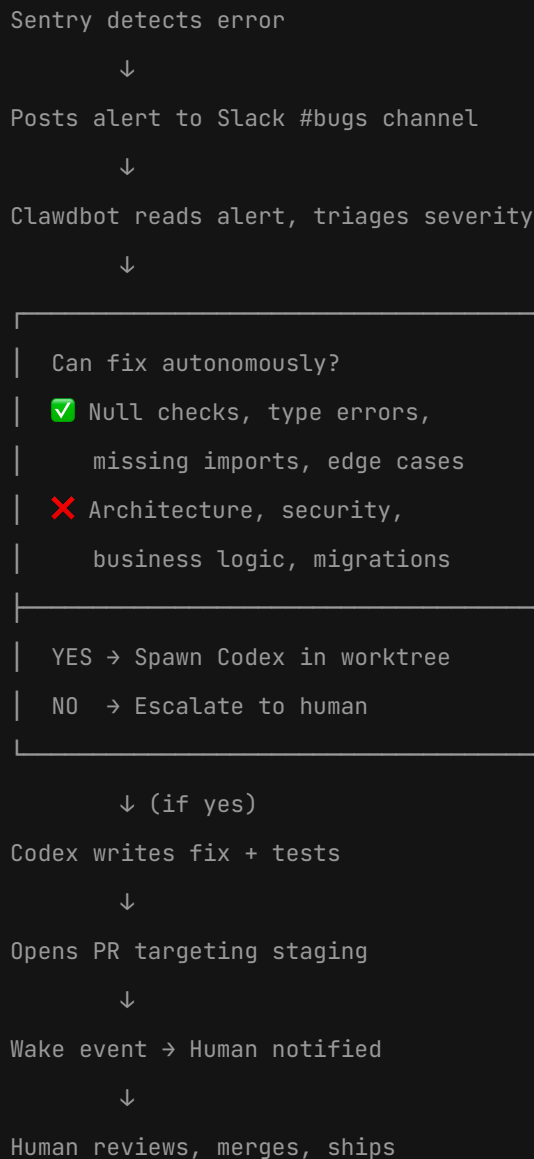 Sentry detects error
↓
Posts alert to Slack #bugs channel
↓
Clawdbot reads alert, triages severity
↓
Can fix autonomously?
✅ Null checks, type errors,
missing imports, edge cases
❌ Architecture, security,
business logic, migrations
YES → Spawn Codex in worktree
NO → Escalate to human
↓ (if yes)
Codex writes fix + tests
↓
Opens PR targeting staging
↓
Wake event → Human notified
↓
Human reviews, merges, ships